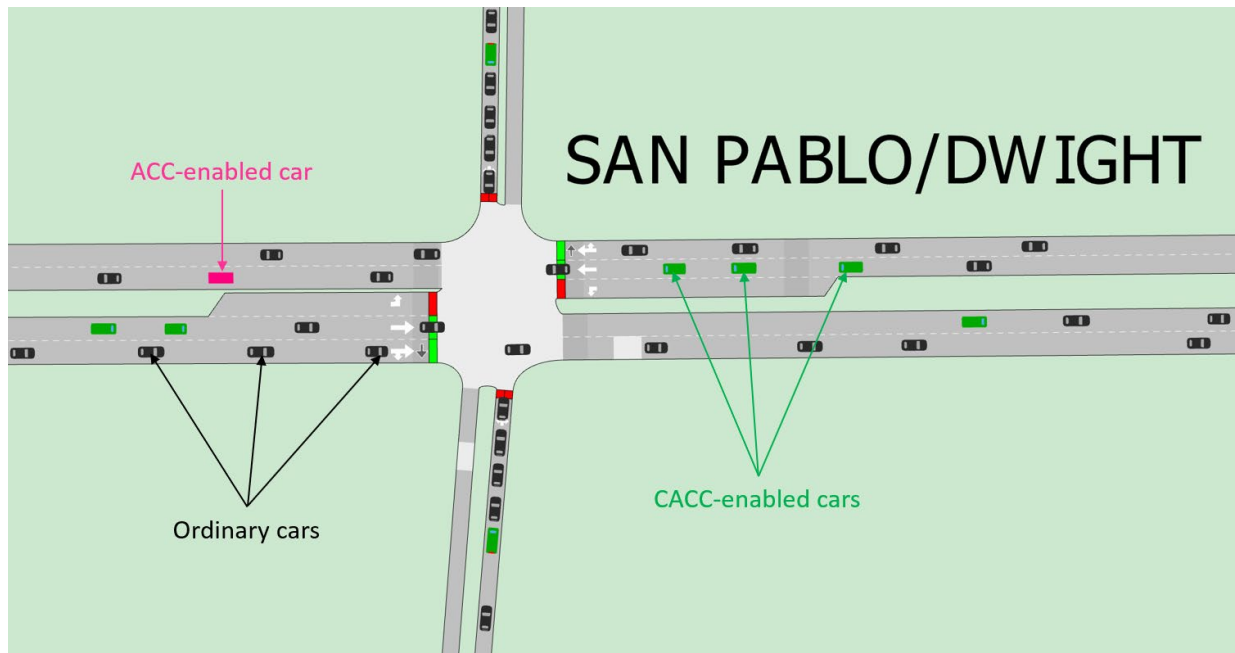 SAN PABLO/DWIGHT
ACC-enabled car
CACC-enabled cars
Ordinary cars